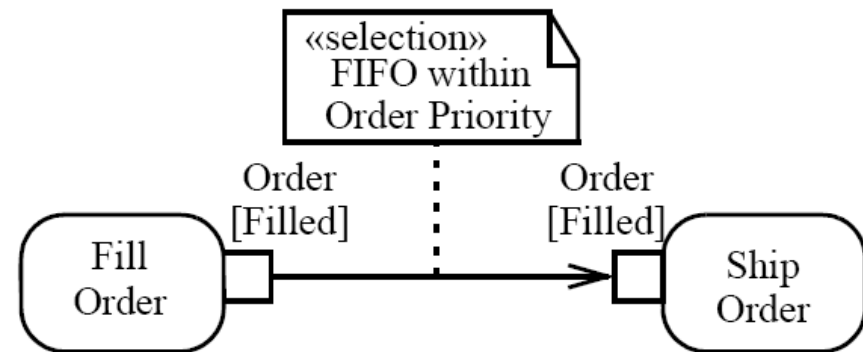 «selection»
FIFO within
Order Priority
Order
[Filled]
Order
[Filled]
Fill
Order
Ship
Order